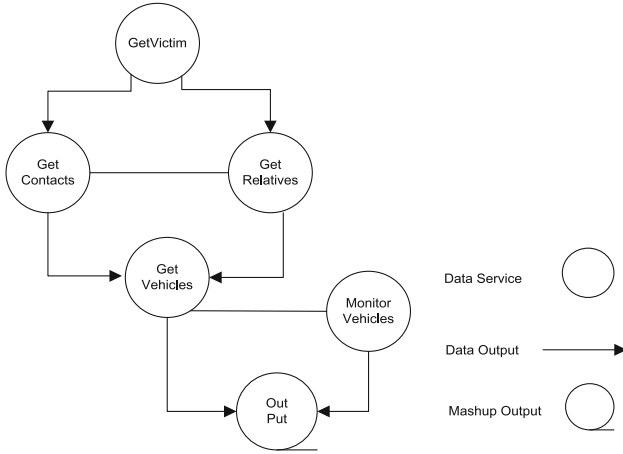 GetVictim
Get
Contacts
Get
Relatives
Get
Vehicles
Monitor
Vehicles
Out
Put
Data Service
Data Output
Mashup Output